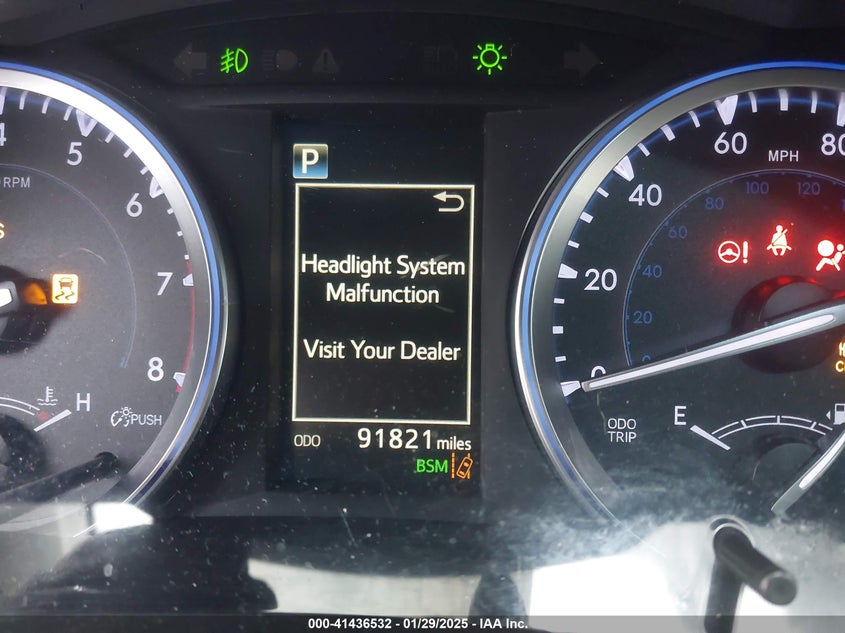 4
5
6
7
8
RPM
S
H
PUSH
P
Headlight System
Malfunction
Visit Your Dealer
ODO 91821 miles
BSM
0
20
40
60
80
MPH
20
40
60
80
100
120
ODO
TRIP
E
000-41436532 - 01/29/2025 - IAA Inc.